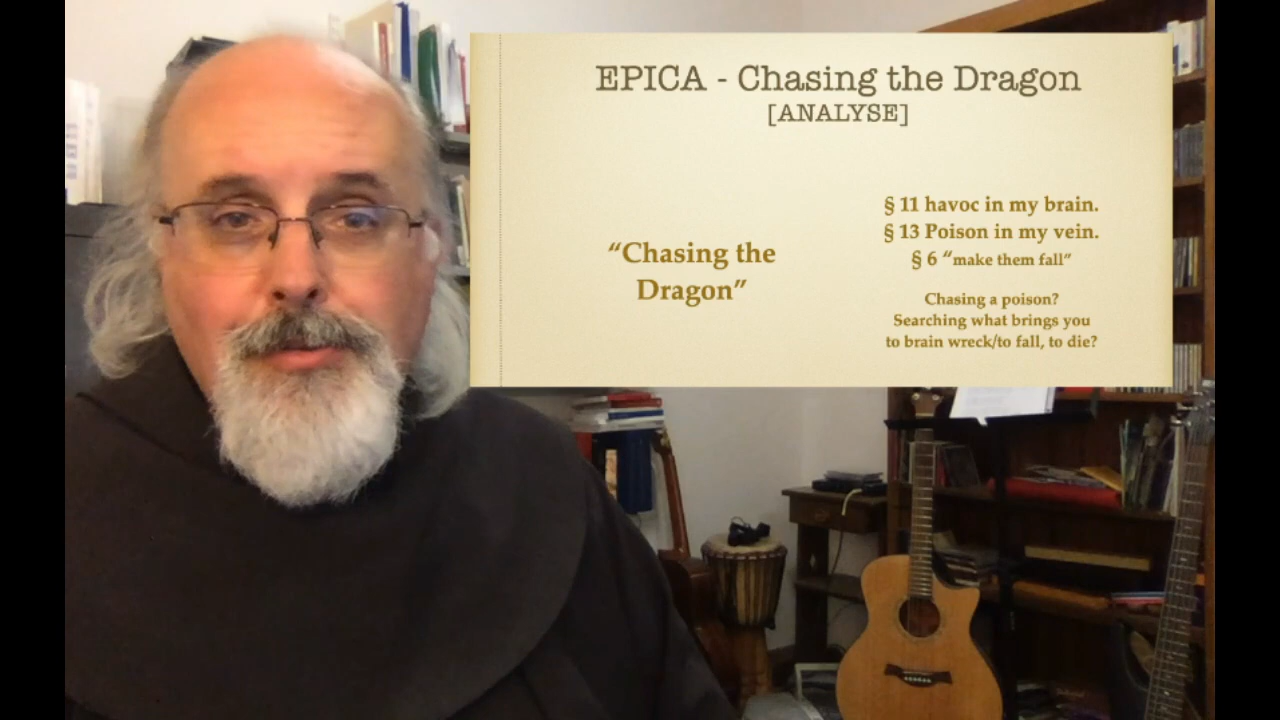 EPICA - Chasing the Dragon
[ANALYSE]
“Chasing the
Dragon”
§ 11 havoc in my brain.
§ 13 Poison in my vein.
§ 6 “make them fall”
Chasing a poison?
Searching what brings you
to brain wreck/to fall, to die?